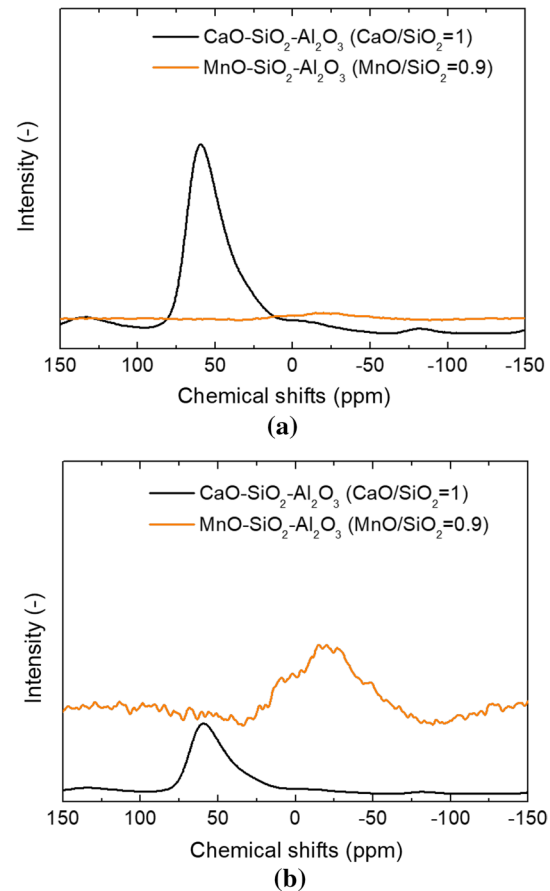 CaO-SiO₂-Al₂O₃ (CaO/SiO₂=1)
MnO-SiO₂-Al₂O₃ (MnO/SiO₂=0.9)
Intensity (-)
150 100 50 0 -50 -100 -150
Chemical shifts (ppm)
(a)
CaO-SiO₂-Al₂O₃ (CaO/SiO₂=1)
MnO-SiO₂-Al₂O₃ (MnO/SiO₂=0.9)
Intensity (-)
150 100 50 0 -50 -100 -150
Chemical shifts (ppm)
(b)